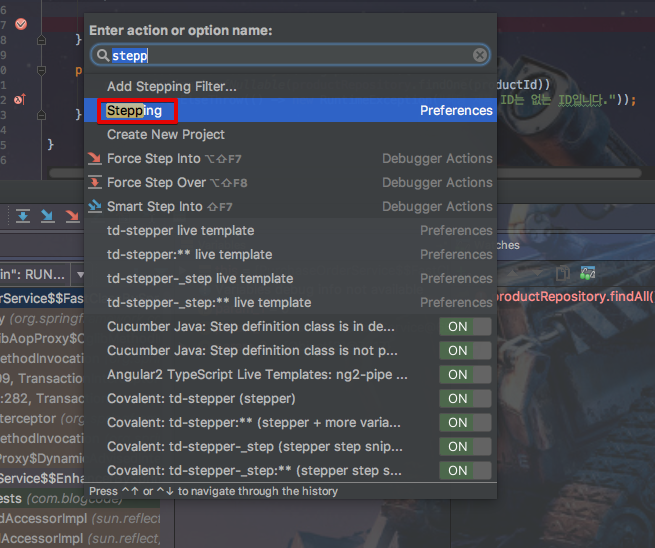 Enter action or option name:
stepp
Add Stepping Filter...
Stepping Preferences
Create New Project
Force Step Into ⌥⇧F7 Debugger Actions
Force Step Over ⌥⇧F8 Debugger Actions
Smart Step Into ⇧F7 Debugger Actions
td-stepper live template Preferences
td-stepper:** live template Preferences
td-stepper-_step live template Preferences
td-stepper-_step:** live template Preferences
Cucumber Java: Step definition class is in de... ON
Cucumber Java: Step definition class is not p... ON
Angular2 TypeScript Live Templates: ng2-pipe ... ON
Covalent: td-stepper (stepper) ON
Covalent: td-stepper:** (stepper + more varia... ON
Covalent: td-stepper-_step (stepper step snip... ON
Covalent: td-stepper-_step:** (stepper step s... ON
Press ⌃↑ or ⌃↓ to navigate through the history
6
7
8 }
9
0 p ductId))
2 ID는 없는 ID입니다."));
3 }
4
5 }
6
in": RUN... ches
rService$$Fas productRepository.findAll(
y (org.springf
ibAopProxy$C
ethodInvocati
99, Transaction
:282, Transac
terceptor (org
ethodInvocati
Proxy$Dynami
Service$$Enha
ests (com.blogcode)
dAccessorImpl (sun.reflect,
dAccessorImpl (sun.reflect,